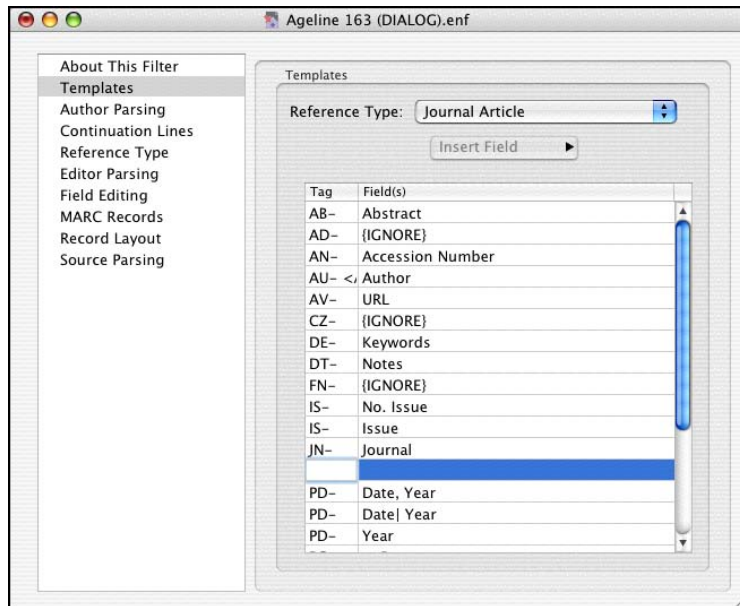 Ageline 163 (DIALOG).enf
About This Filter
Templates
Author Parsing
Continuation Lines
Reference Type
Editor Parsing
Field Editing
MARC Records
Record Layout
Source Parsing
Templates
Reference Type: Journal Article
Insert Field
Tag Field(s)
AB- Abstract
AD- {IGNORE}
AN- Accession Number
AU- </ Author
AV- URL
CZ- {IGNORE}
DE- Keywords
DT- Notes
FN- {IGNORE}
IS- No. Issue
IS- Issue
JN- Journal
PD- Date, Year
PD- Date| Year
PD- Year